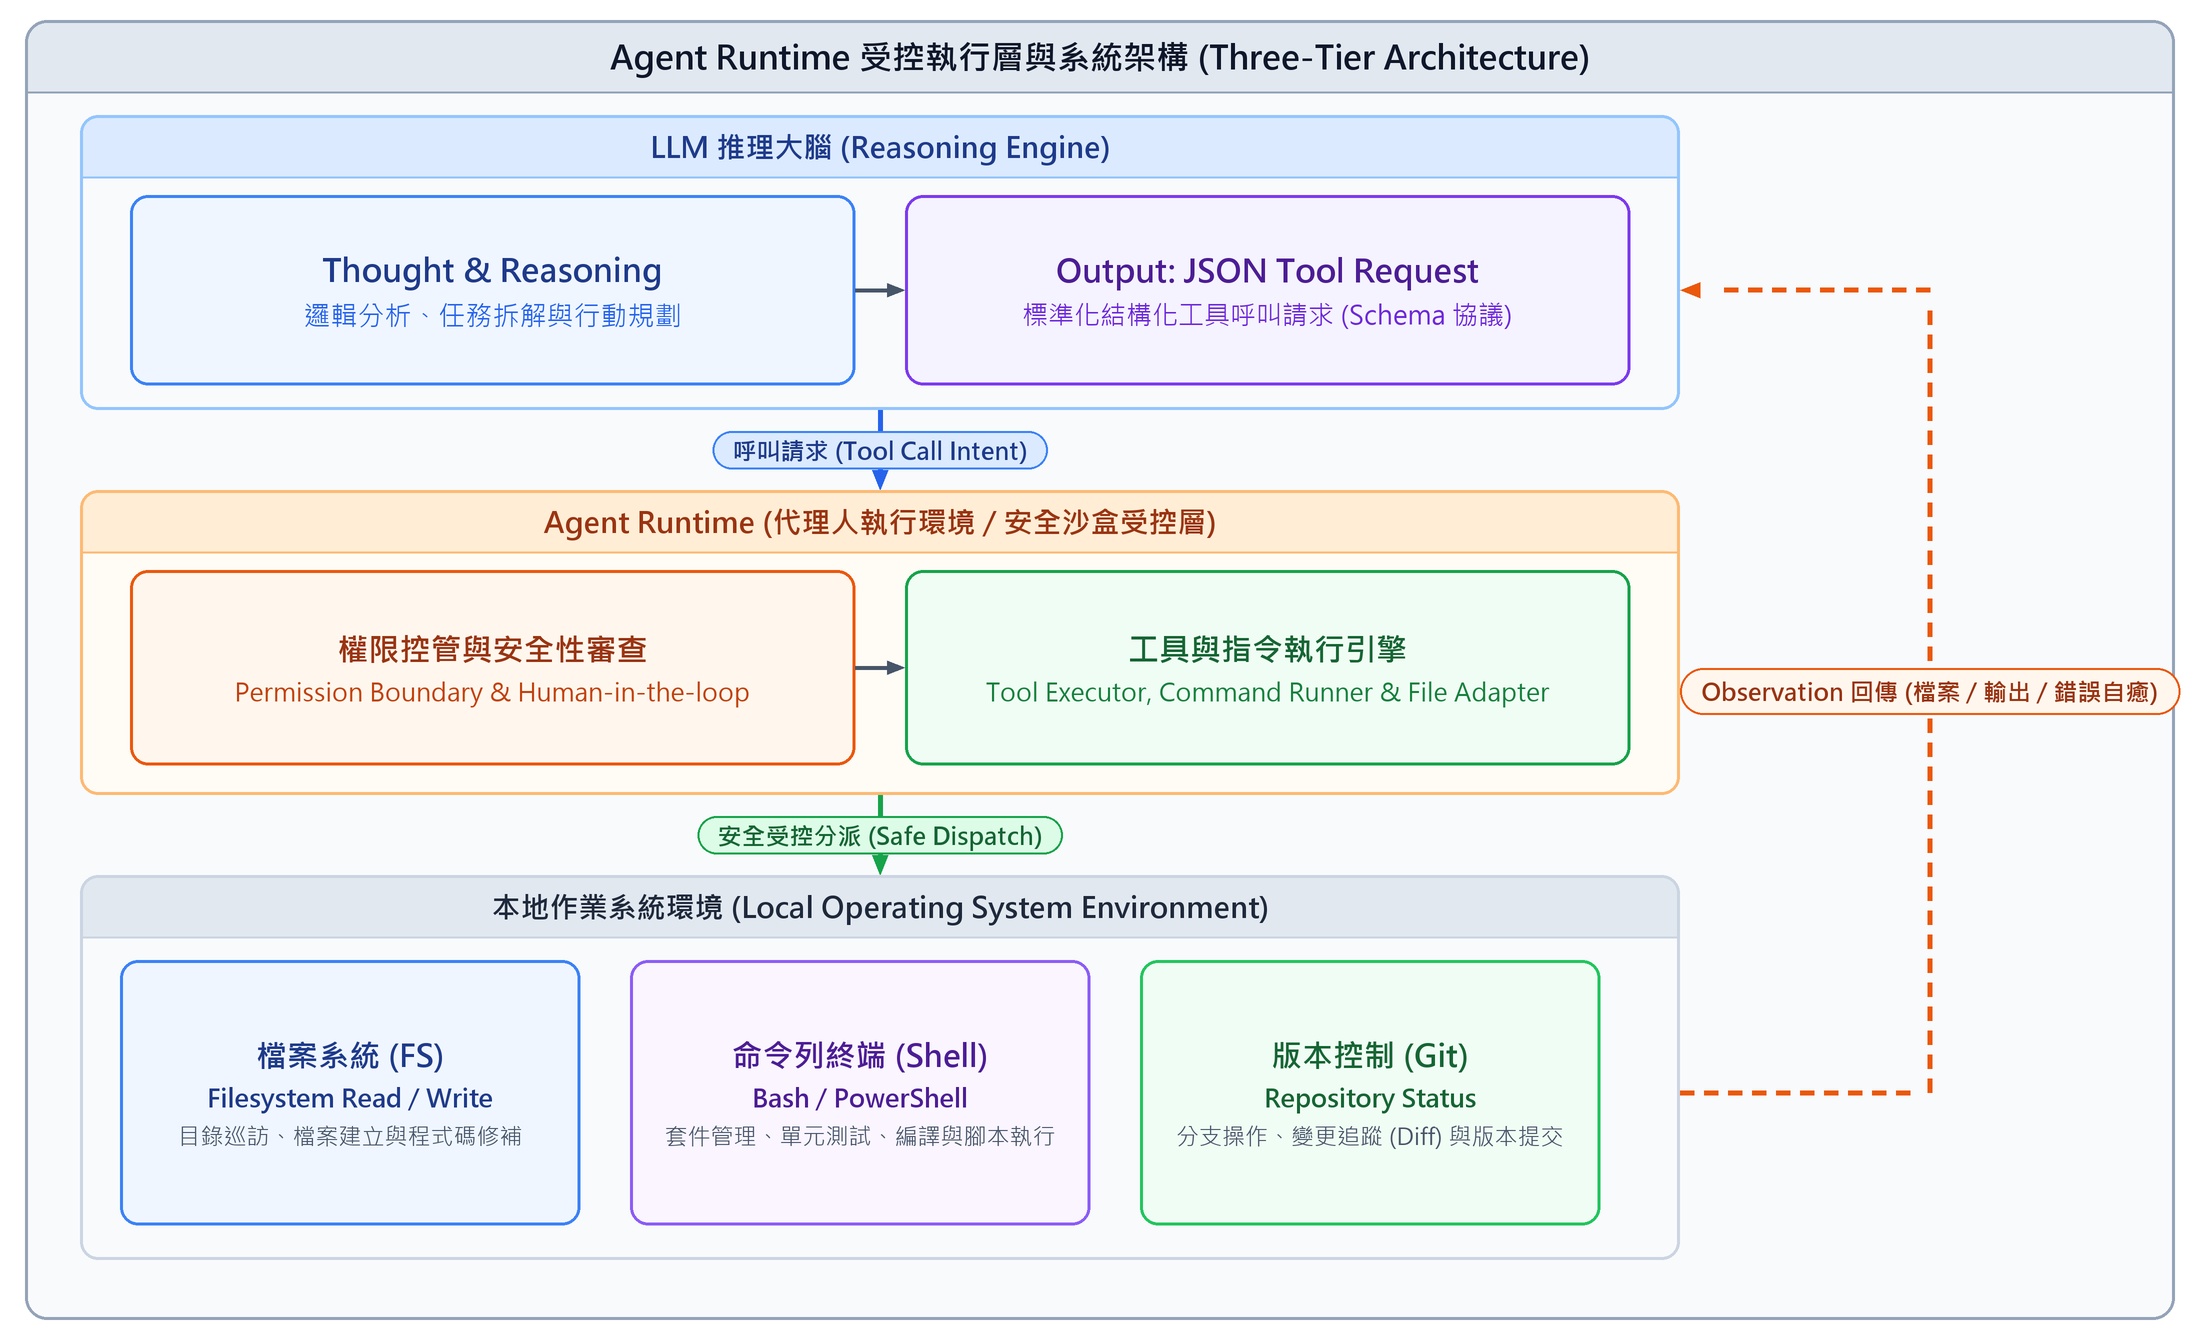 Agent Runtime 受控執行層與系統架構 (Three-Tier Architecture)
LLM 推理大腦 (Reasoning Engine)
Thought & Reasoning
邏輯分析、任務拆解與行動規劃
Output: JSON Tool Request
標準化結構化工具呼叫請求 (Schema 協議)
呼叫請求 (Tool Call Intent)
Agent Runtime (代理人執行環境 / 安全沙盒受控層)
權限控管與安全性審查
Permission Boundary & Human-in-the-loop
工具與指令執行引擎
Tool Executor, Command Runner & File Adapter
Observation 回傳 (檔案 / 輸出 / 錯誤自癒)
安全受控分派 (Safe Dispatch)
本地作業系統環境 (Local Operating System Environment)
檔案系統 (FS)
Filesystem Read / Write
目錄巡訪、檔案建立與程式碼修補
命令列終端 (Shell)
Bash / PowerShell
套件管理、單元測試、編譯與腳本執行
版本控制 (Git)
Repository Status
分支操作、變更追蹤 (Diff) 與版本提交